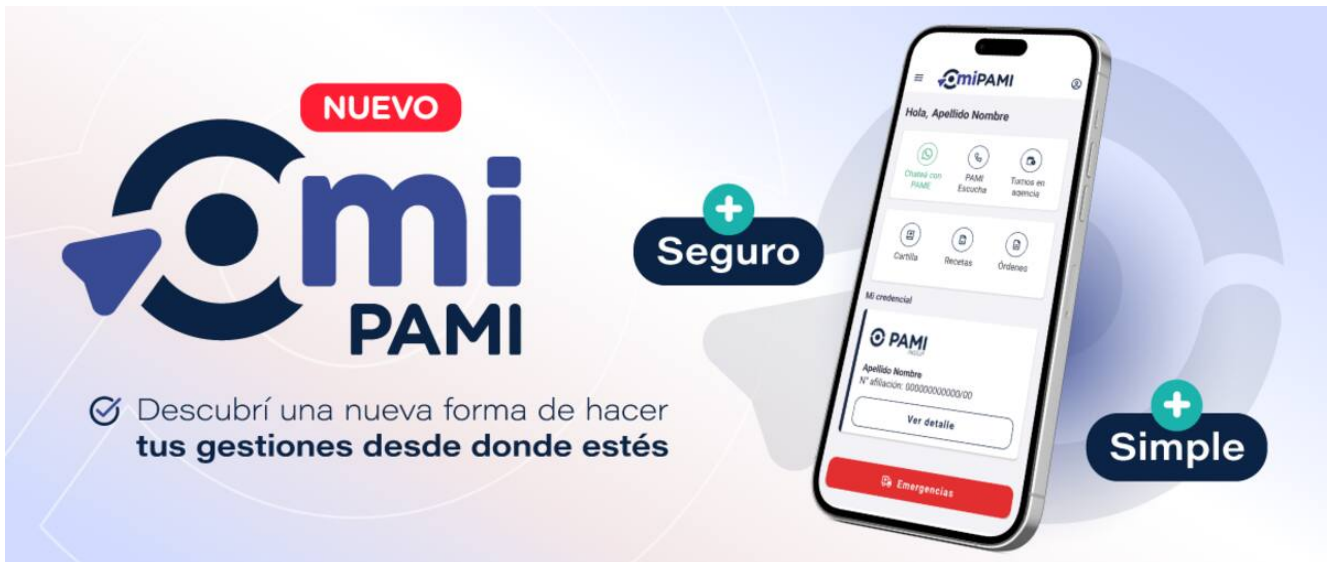 NUEVO
mi
PAMI
Descubrí una nueva forma de hacer
tus gestiones desde donde estés
+
Seguro
miPAMI
Hola, Apellido Nombre
Chateá con
PAME
PAMI
Escucha
Turnos en
agencia
Cartilla
Recetas
Órdenes
Mi credencial
PAMI
INSSJP
Apellido Nombre
N° afiliación: 000000000000/00
Ver detalle
Emergencias
+
Simple